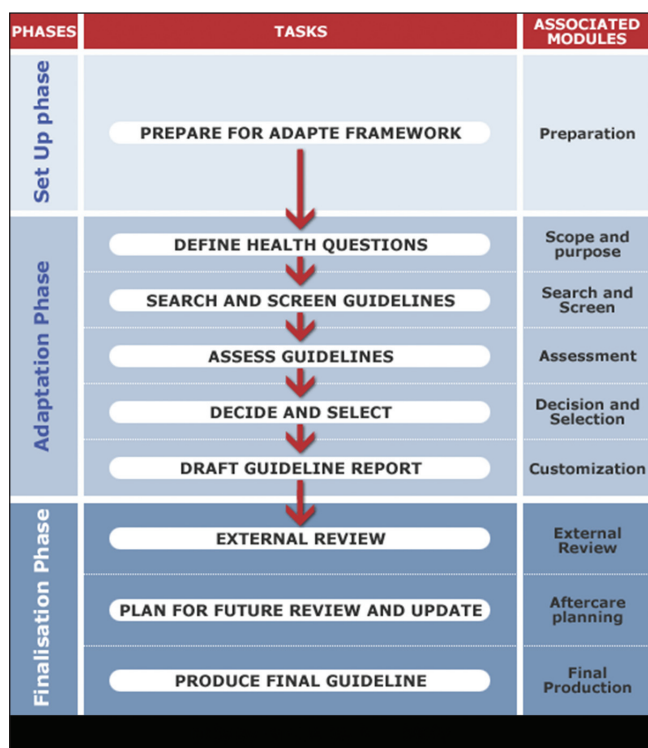 PHASES
TASKS
ASSOCIATED
MODULES
Set Up phase
PREPARE FOR ADAPTE FRAMEWORK
Preparation
Adaptation Phase
DEFINE HEALTH QUESTIONS
Scope and
purpose
SEARCH AND SCREEN GUIDELINES
Search and
Screen
ASSESS GUIDELINES
Assessment
DECIDE AND SELECT
Decision and
Selection
DRAFT GUIDELINE REPORT
Customization
Finalisation Phase
EXTERNAL REVIEW
External
Review
PLAN FOR FUTURE REVIEW AND UPDATE
Aftercare
planning
PRODUCE FINAL GUIDELINE
Final
Production